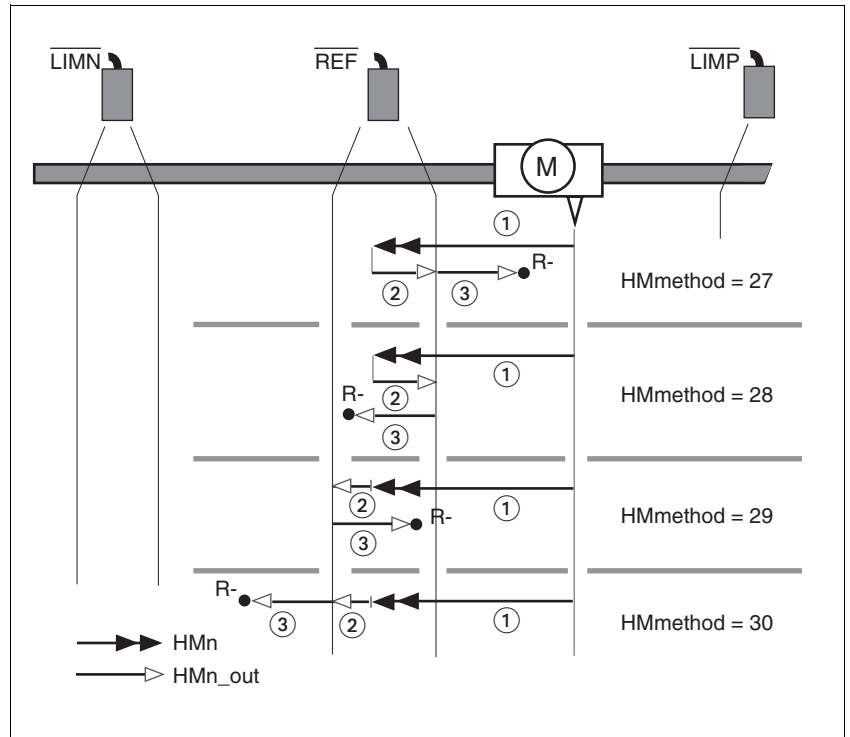 LIMN REF LIMP
M
1
R-
2 3 HMmethod = 27
1
R- 2 HMmethod = 28
3
2 1 R- HMmethod = 29
3
R-
3 2 1 HMmethod = 30
HMn
HMn_out